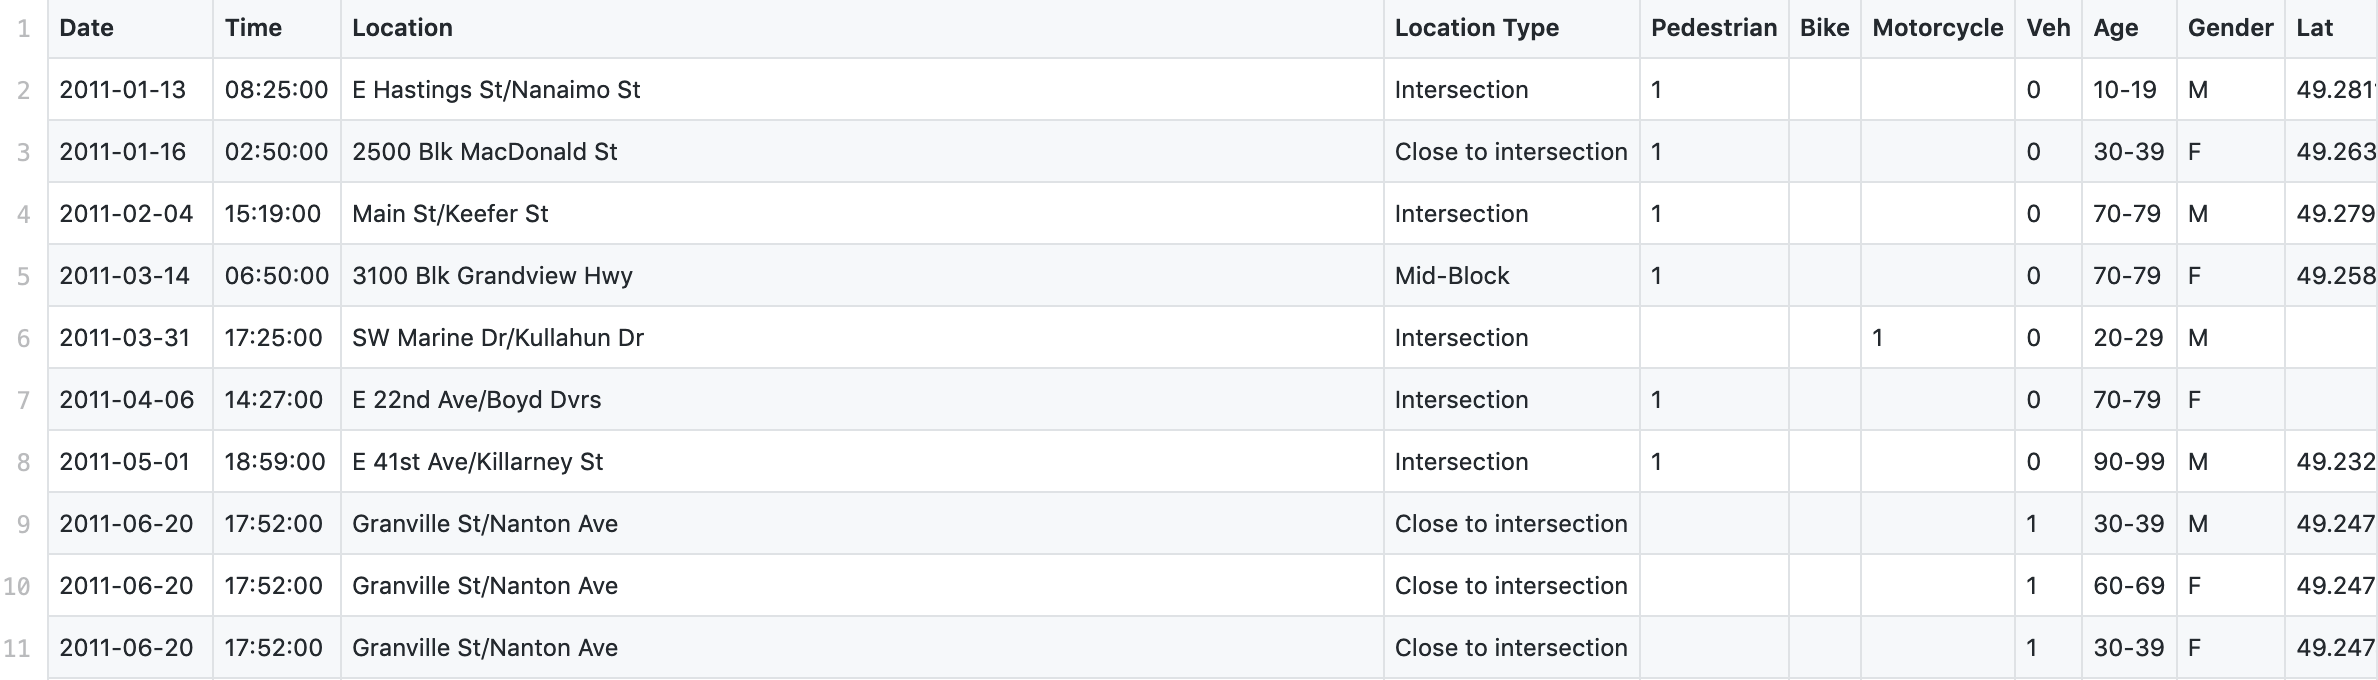 1 Date Time Location Location Type Pedestrian Bike Motorcycle Veh Age Gender Lat
2 2011-01-13 08:25:00 E Hastings St/Nanaimo St Intersection 1 0 10-19 M 49.281
3 2011-01-16 02:50:00 2500 Blk MacDonald St Close to intersection 1 0 30-39 F 49.263
4 2011-02-04 15:19:00 Main St/Keefer St Intersection 1 0 70-79 M 49.279
5 2011-03-14 06:50:00 3100 Blk Grandview Hwy Mid-Block 1 0 70-79 F 49.258
6 2011-03-31 17:25:00 SW Marine Dr/Kullahun Dr Intersection 1 0 20-29 M
7 2011-04-06 14:27:00 E 22nd Ave/Boyd Dvrs Intersection 1 0 70-79 F
8 2011-05-01 18:59:00 E 41st Ave/Killarney St Intersection 1 0 90-99 M 49.232
9 2011-06-20 17:52:00 Granville St/Nanton Ave Close to intersection 1 30-39 M 49.247
10 2011-06-20 17:52:00 Granville St/Nanton Ave Close to intersection 1 60-69 F 49.247
11 2011-06-20 17:52:00 Granville St/Nanton Ave Close to intersection 1 30-39 F 49.247